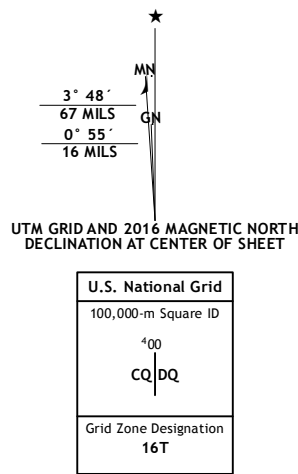 MN
3° 48´
67 MILS
GN
0° 55´
16 MILS
UTM GRID AND 2016 MAGNETIC NORTH
DECLINATION AT CENTER OF SHEET
U.S. National Grid
100,000-m Square ID
⁴00
CQ DQ
Grid Zone Designation
16T